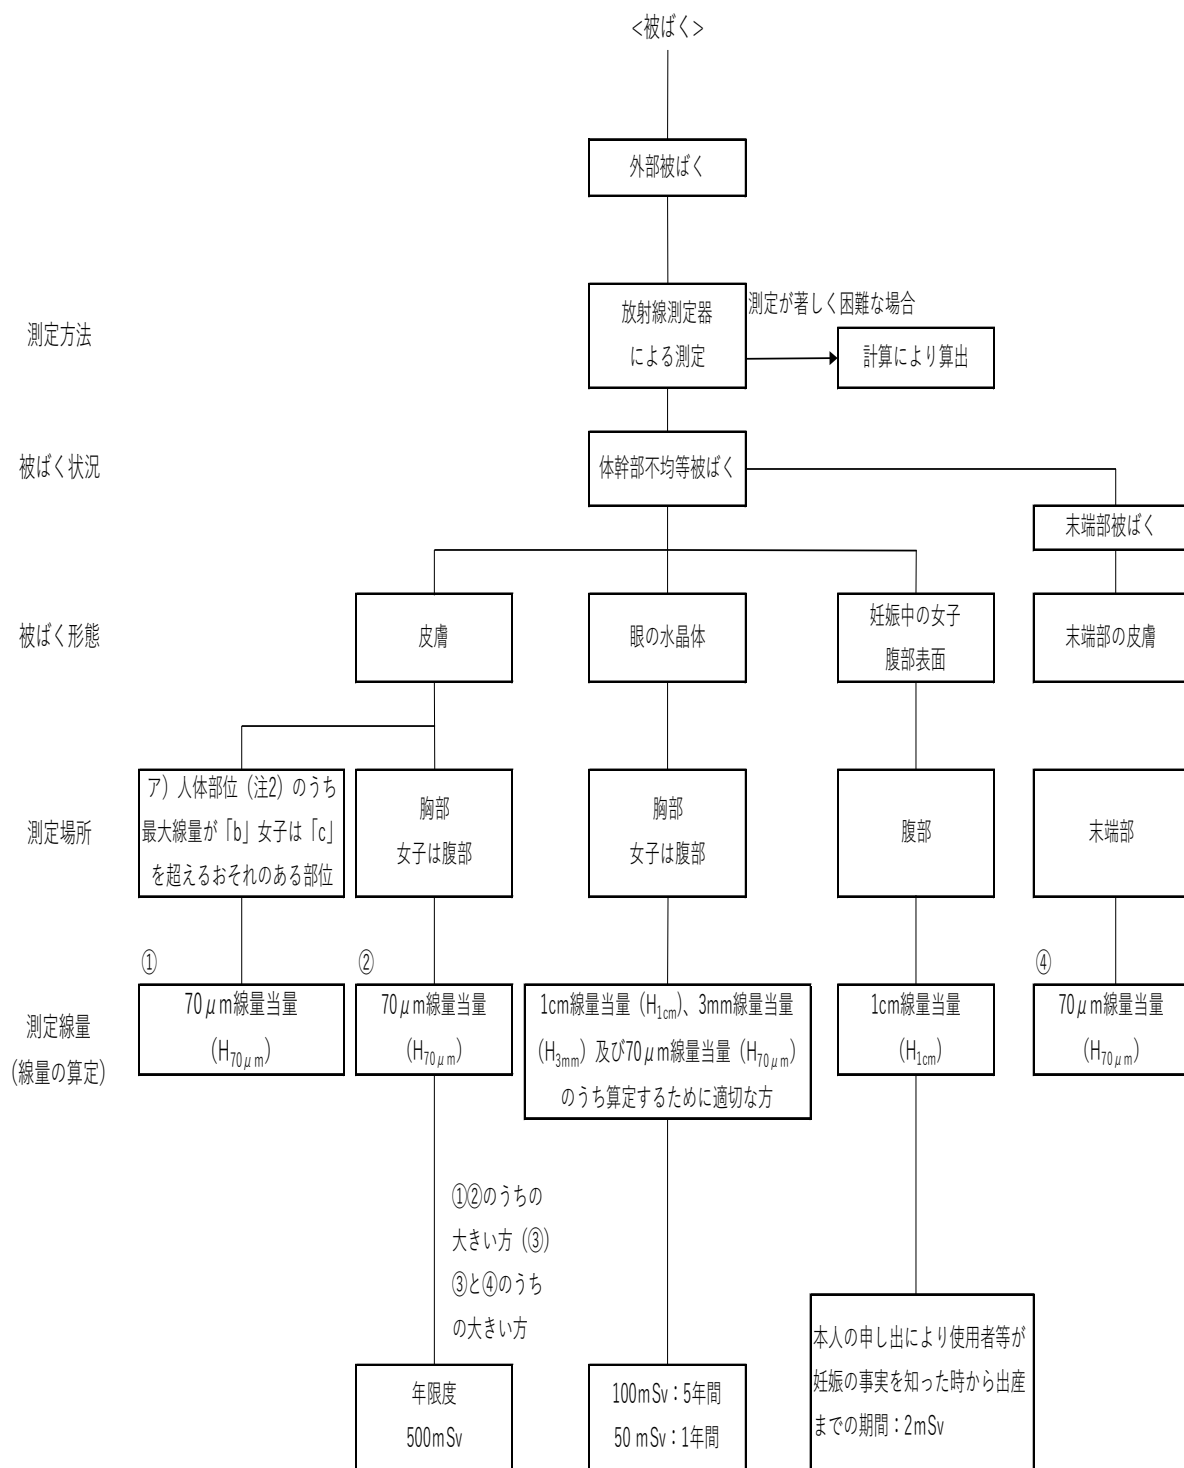 <被ばく>
外部被ばく
測定方法
放射線測定器
による測定
測定が著しく困難な場合
計算により算出
被ばく状況
体幹部不均等被ばく
末端部被ばく
被ばく形態
皮膚
眼の水晶体
妊娠中の女子
腹部表面
末端部の皮膚
測定場所
ア）人体部位（注2）のうち
最大線量が「b」女子は「c」
を超えるおそれのある部位
胸部
女子は腹部
胸部
女子は腹部
腹部
末端部
測定線量
(線量の算定)
①
70μm線量当量
（H70μm）
②
70μm線量当量
（H70μm）
1cm線量当量（H1cm）、3mm線量当量
（H3mm）及び70μm線量当量（H70μm）
のうち算定するために適切な方
1cm線量当量
（H1cm）
④
70μm線量当量
（H70μm）
①②のうちの
大きい方（③）
③と④のうち
の大きい方
年限度
500mSv
100mSv：5年間
50 mSv：1年間
本人の申し出により使用者等が
妊娠の事実を知った時から出産
までの期間：2mSv